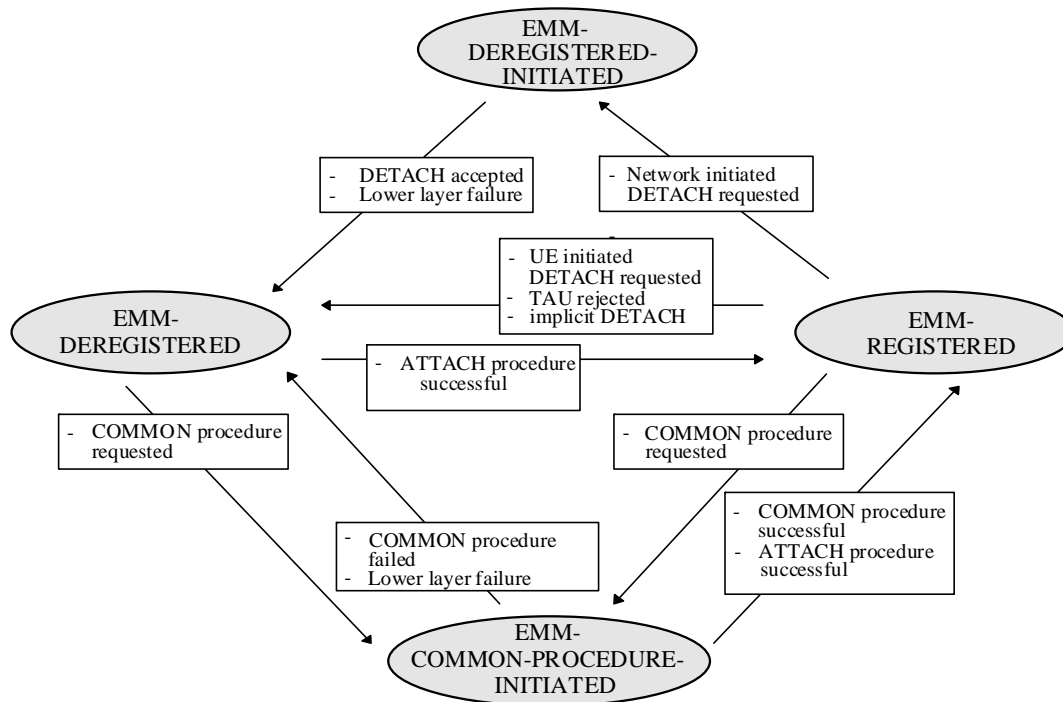 EMM-
DEREGISTERED-
INITIATED
- DETACH accepted
- Lower layer failure
- Network initiated
DETACH requested
- UE initiated
DETACH requested
- TAU rejected
- implicit DETACH
EMM-
DEREGISTERED
EMM-
REGISTERED
- ATTACH procedure
successful
- COMMON procedure
requested
- COMMON procedure
requested
- COMMON procedure
failed
- Lower layer failure
- COMMON procedure
successful
- ATTACH procedure
successful
EMM-
COMMON-PROCEDURE-
INITIATED